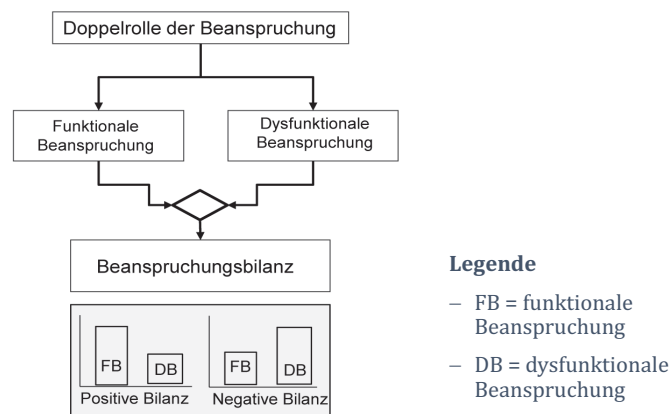 Doppelrolle der Beanspruchung
Funktionale
Beanspruchung
Dysfunktionale
Beanspruchung
Beanspruchungsbilanz
FB
DB
FB
DB
Positive Bilanz
Negative Bilanz
Legende
– FB = funktionale
Beanspruchung
– DB = dysfunktionale
Beanspruchung